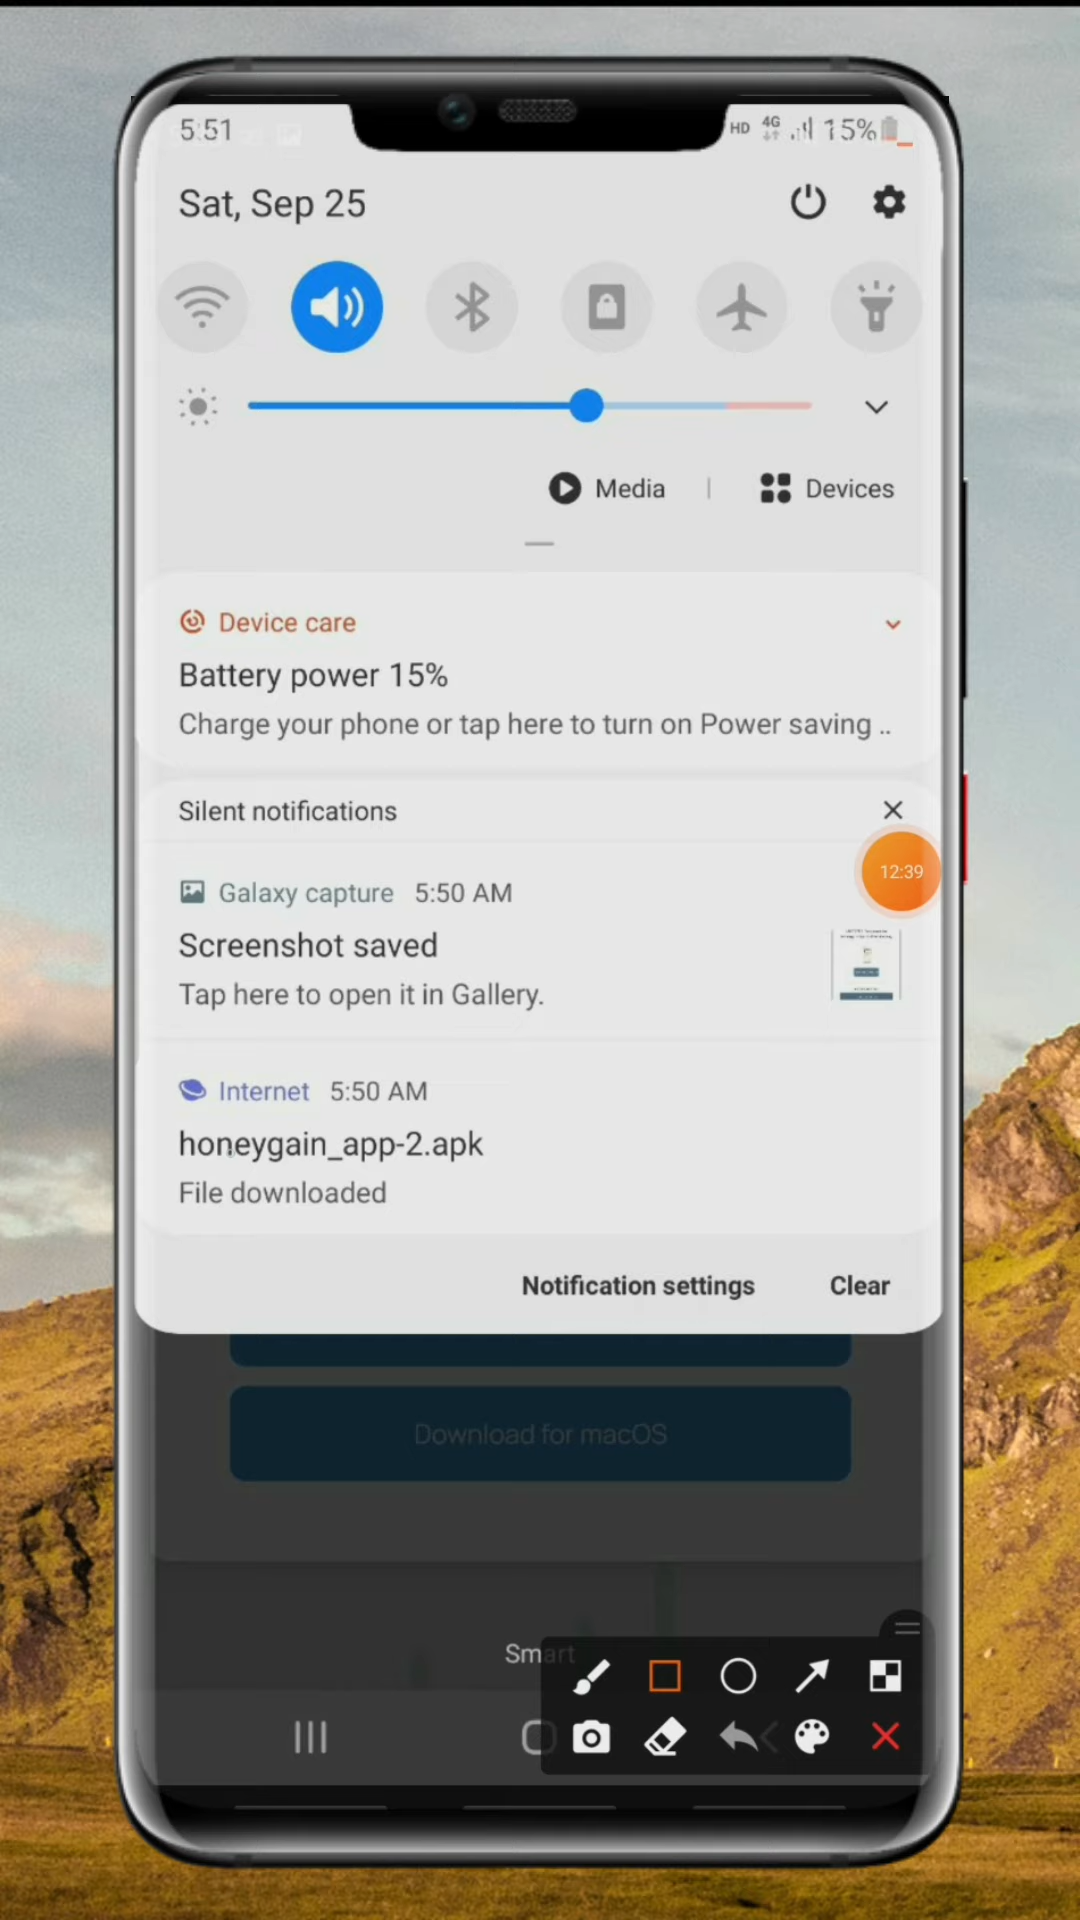 5:51
HD 4G 15%
Sat, Sep 25
Media | Devices
Device care
Battery power 15%
Charge your phone or tap here to turn on Power saving ..
Silent notifications
12:39
Galaxy capture 5:50 AM
Screenshot saved
Tap here to open it in Gallery.
Internet 5:50 AM
honeygain_app-2.apk
File downloaded
Notification settings Clear
Download for macOS
Smart